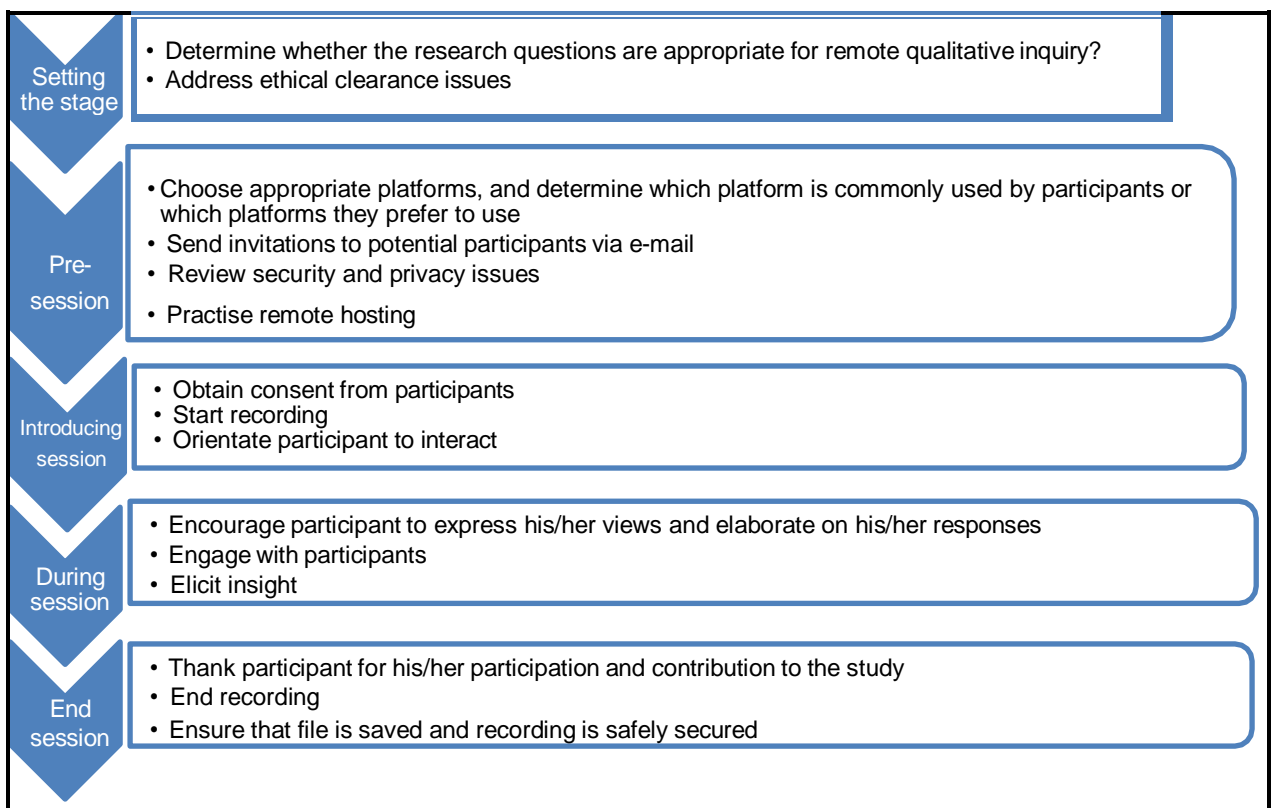 Setting
the stage
• Determine whether the research questions are appropriate for remote qualitative inquiry?
• Address ethical clearance issues
Pre-
session
• Choose appropriate platforms, and determine which platform is commonly used by participants or
which platforms they prefer to use
• Send invitations to potential participants via e-mail
• Review security and privacy issues
• Practise remote hosting
Introducing
session
• Obtain consent from participants
• Start recording
• Orientate participant to interact
During
session
• Encourage participant to express his/her views and elaborate on his/her responses
• Engage with participants
• Elicit insight
End
session
• Thank participant for his/her participation and contribution to the study
• End recording
• Ensure that file is saved and recording is safely secured